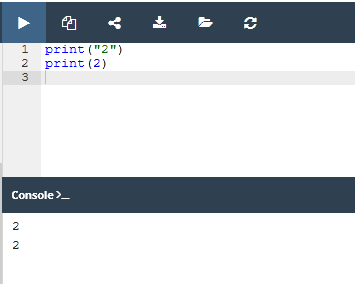 1 print("2")
2 print(2)
3
Console >_
2
2